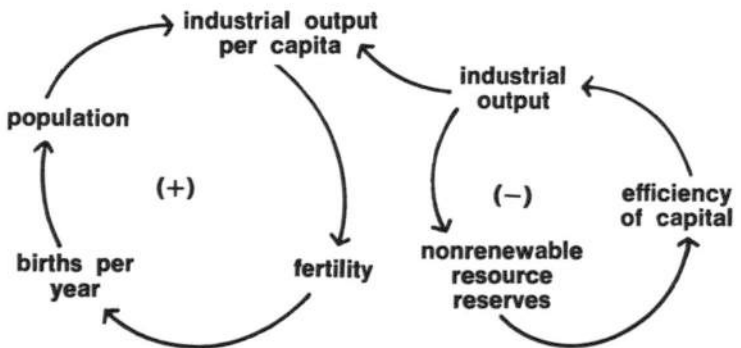 industrial output
per capita
industrial
output
population
(+)
(−)
efficiency
of capital
births per
year
fertility
nonrenewable
resource
reserves